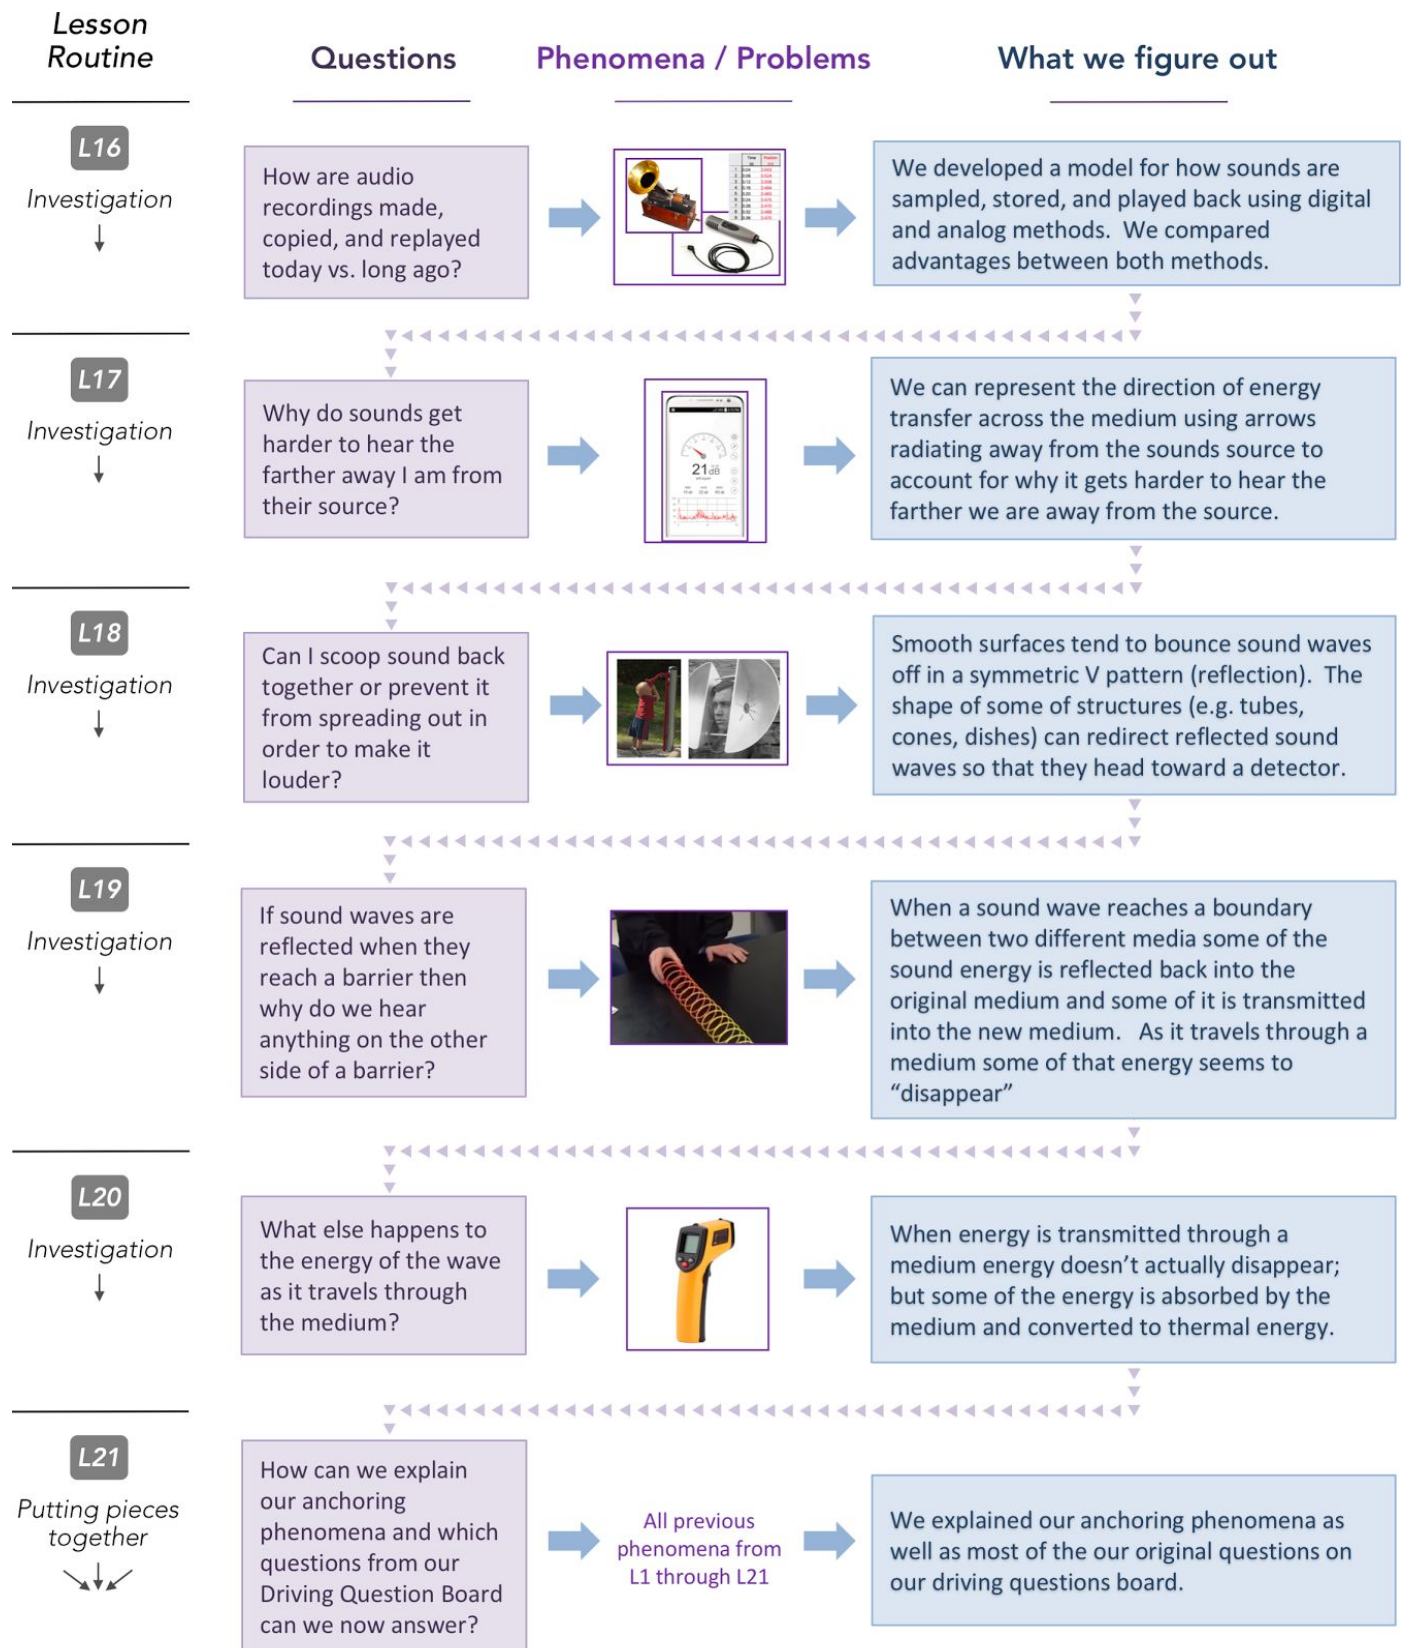 Lesson
Routine
Questions
Phenomena / Problems
What we figure out
L16
Investigation
How are audio
recordings made,
copied, and replayed
today vs. long ago?
Time
Position
We developed a model for how sounds are
sampled, stored, and played back using digital
and analog methods.  We compared
advantages between both methods.
L17
Investigation
Why do sounds get
harder to hear the
farther away I am from
their source?
21 dB
We can represent the direction of energy
transfer across the medium using arrows
radiating away from the sounds source to
account for why it gets harder to hear the
farther we are away from the source.
L18
Investigation
Can I scoop sound back
together or prevent it
from spreading out in
order to make it
louder?
Smooth surfaces tend to bounce sound waves
off in a symmetric V pattern (reflection).  The
shape of some of structures (e.g. tubes,
cones, dishes) can redirect reflected sound
waves so that they head toward a detector.
L19
Investigation
If sound waves are
reflected when they
reach a barrier then
why do we hear
anything on the other
side of a barrier?
When a sound wave reaches a boundary
between two different media some of the
sound energy is reflected back into the
original medium and some of it is transmitted
into the new medium.   As it travels through a
medium some of that energy seems to
“disappear”
L20
Investigation
What else happens to
the energy of the wave
as it travels through
the medium?
When energy is transmitted through a
medium energy doesn’t actually disappear;
but some of the energy is absorbed by the
medium and converted to thermal energy.
L21
Putting pieces
together
How can we explain
our anchoring
phenomena and which
questions from our
Driving Question Board
can we now answer?
All previous
phenomena from
L1 through L21
We explained our anchoring phenomena as
well as most of the our original questions on
our driving questions board.